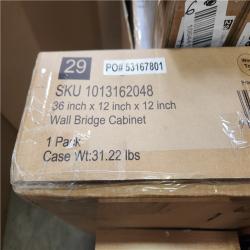 29
PO# 53167801
SKU 1013162048
36 inch x 12 inch x 12 inch
Wall Bridge Cabinet
1 Pack
Case Wt:31.22 lbs